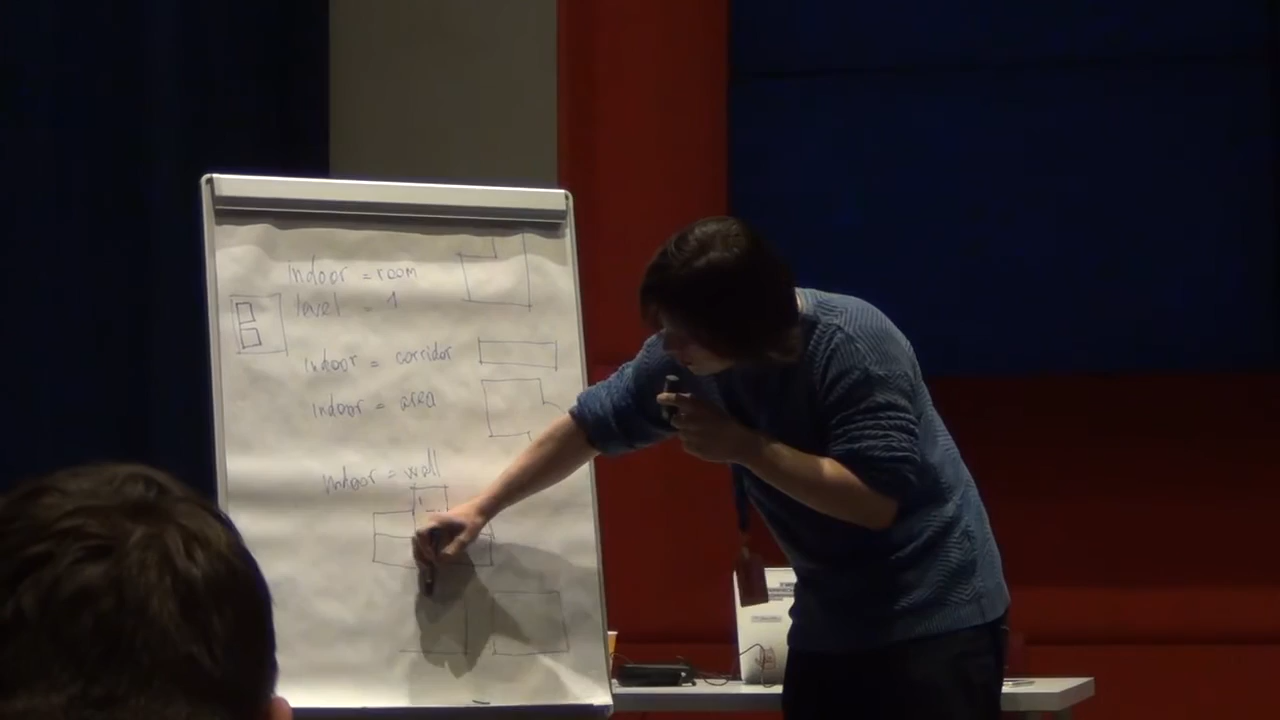 indoor = room
level = 1
indoor = corridor
indoor = area
indoor = wall